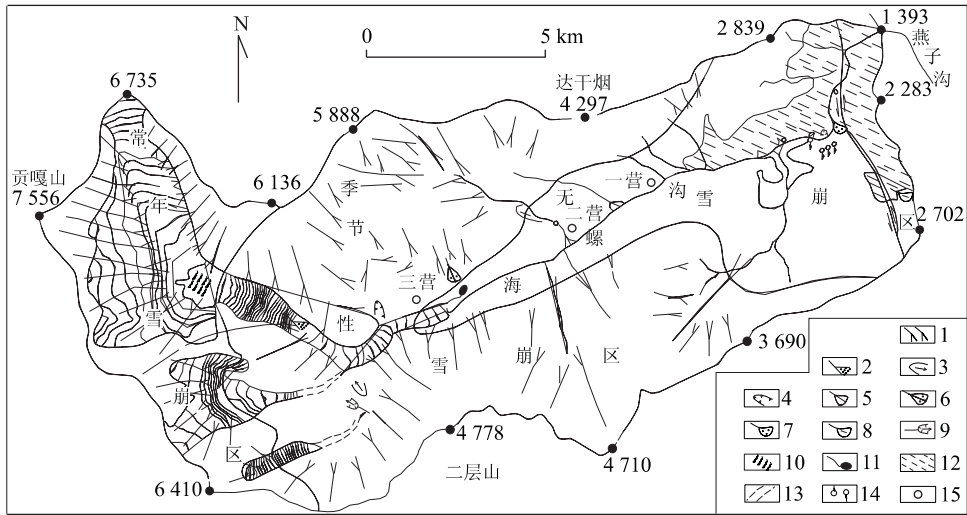 N
0 5 km
2 839
1 393
燕子沟
6 735
达干烟
4 297
2 283
5 888
贡嘎山
7 556
6 136
常年雪崩区
季节性雪崩区
无雪崩区
海螺沟
一营
二营
三营
2 702
3 690
4 778
4 710
6 410
二层山
1
2
3
4
5
6
7
8
9
10
11
12
13
14
15